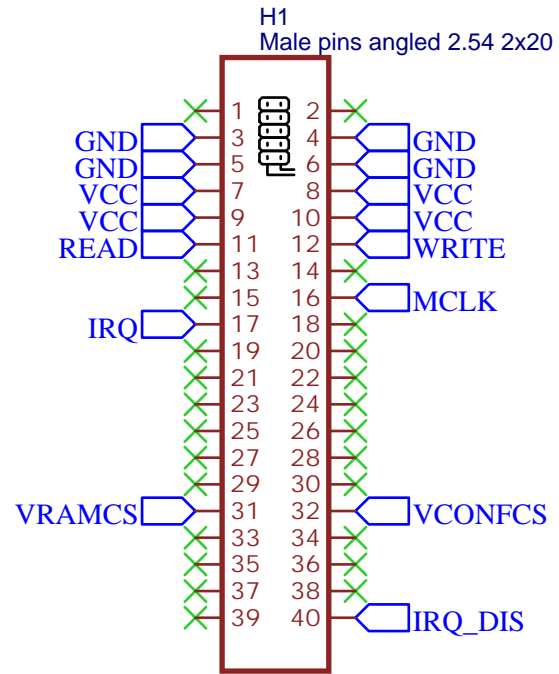 H1
Male pins angled 2.54 2x20
1 2
GND 3 4 GND
GND 5 6 GND
VCC 7 8 VCC
VCC 9 10 VCC
READ 11 12 WRITE
13 14
15 16 MCLK
IRQ 17 18
19 20
21 22
23 24
25 26
27 28
29 30
VRAMCS 31 32 VCONFCS
33 34
35 36
37 38
39 40 IRQ_DIS